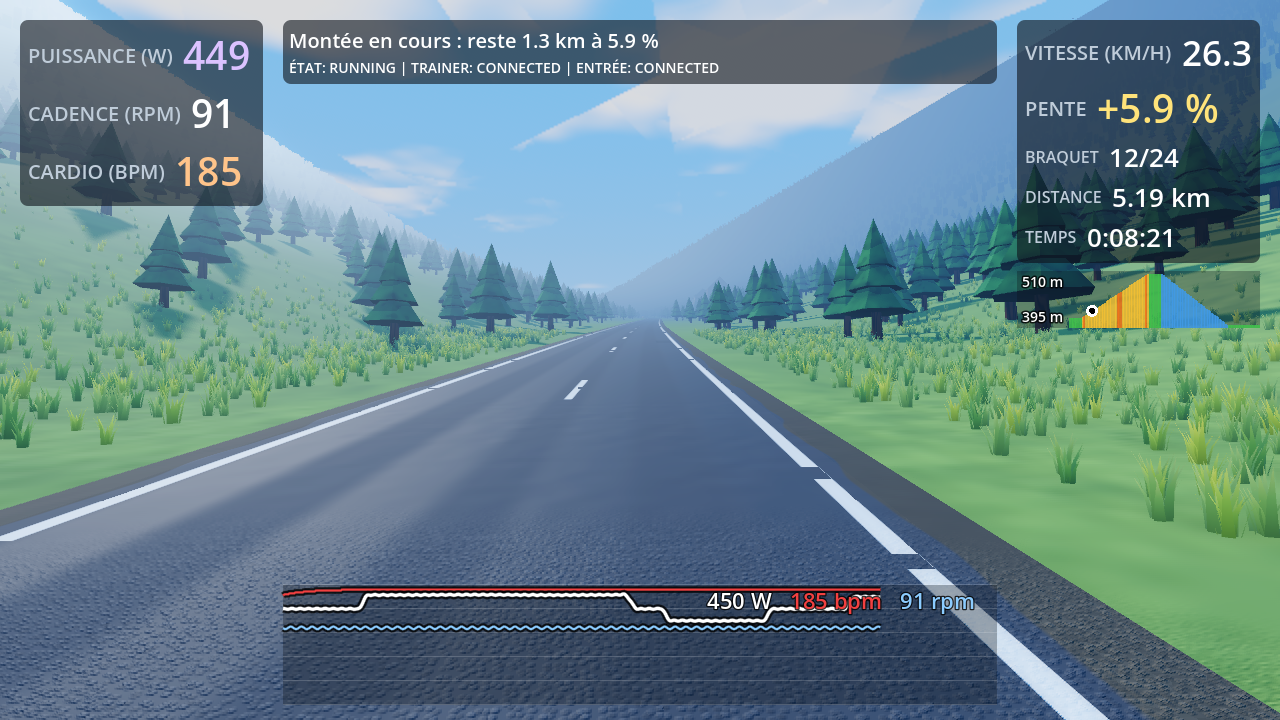 PUISSANCE (W) 449
CADENCE (RPM) 91
CARDIO (BPM) 185
Montée en cours : reste 1.3 km à 5.9 %
ÉTAT: RUNNING | TRAINER: CONNECTED | ENTRÉE: CONNECTED
VITESSE (KM/H) 26.3
PENTE +5.9 %
BRAQUET 12/24
DISTANCE 5.19 km
TEMPS 0:08:21
510 m
395 m
450 W 185 bpm 91 rpm